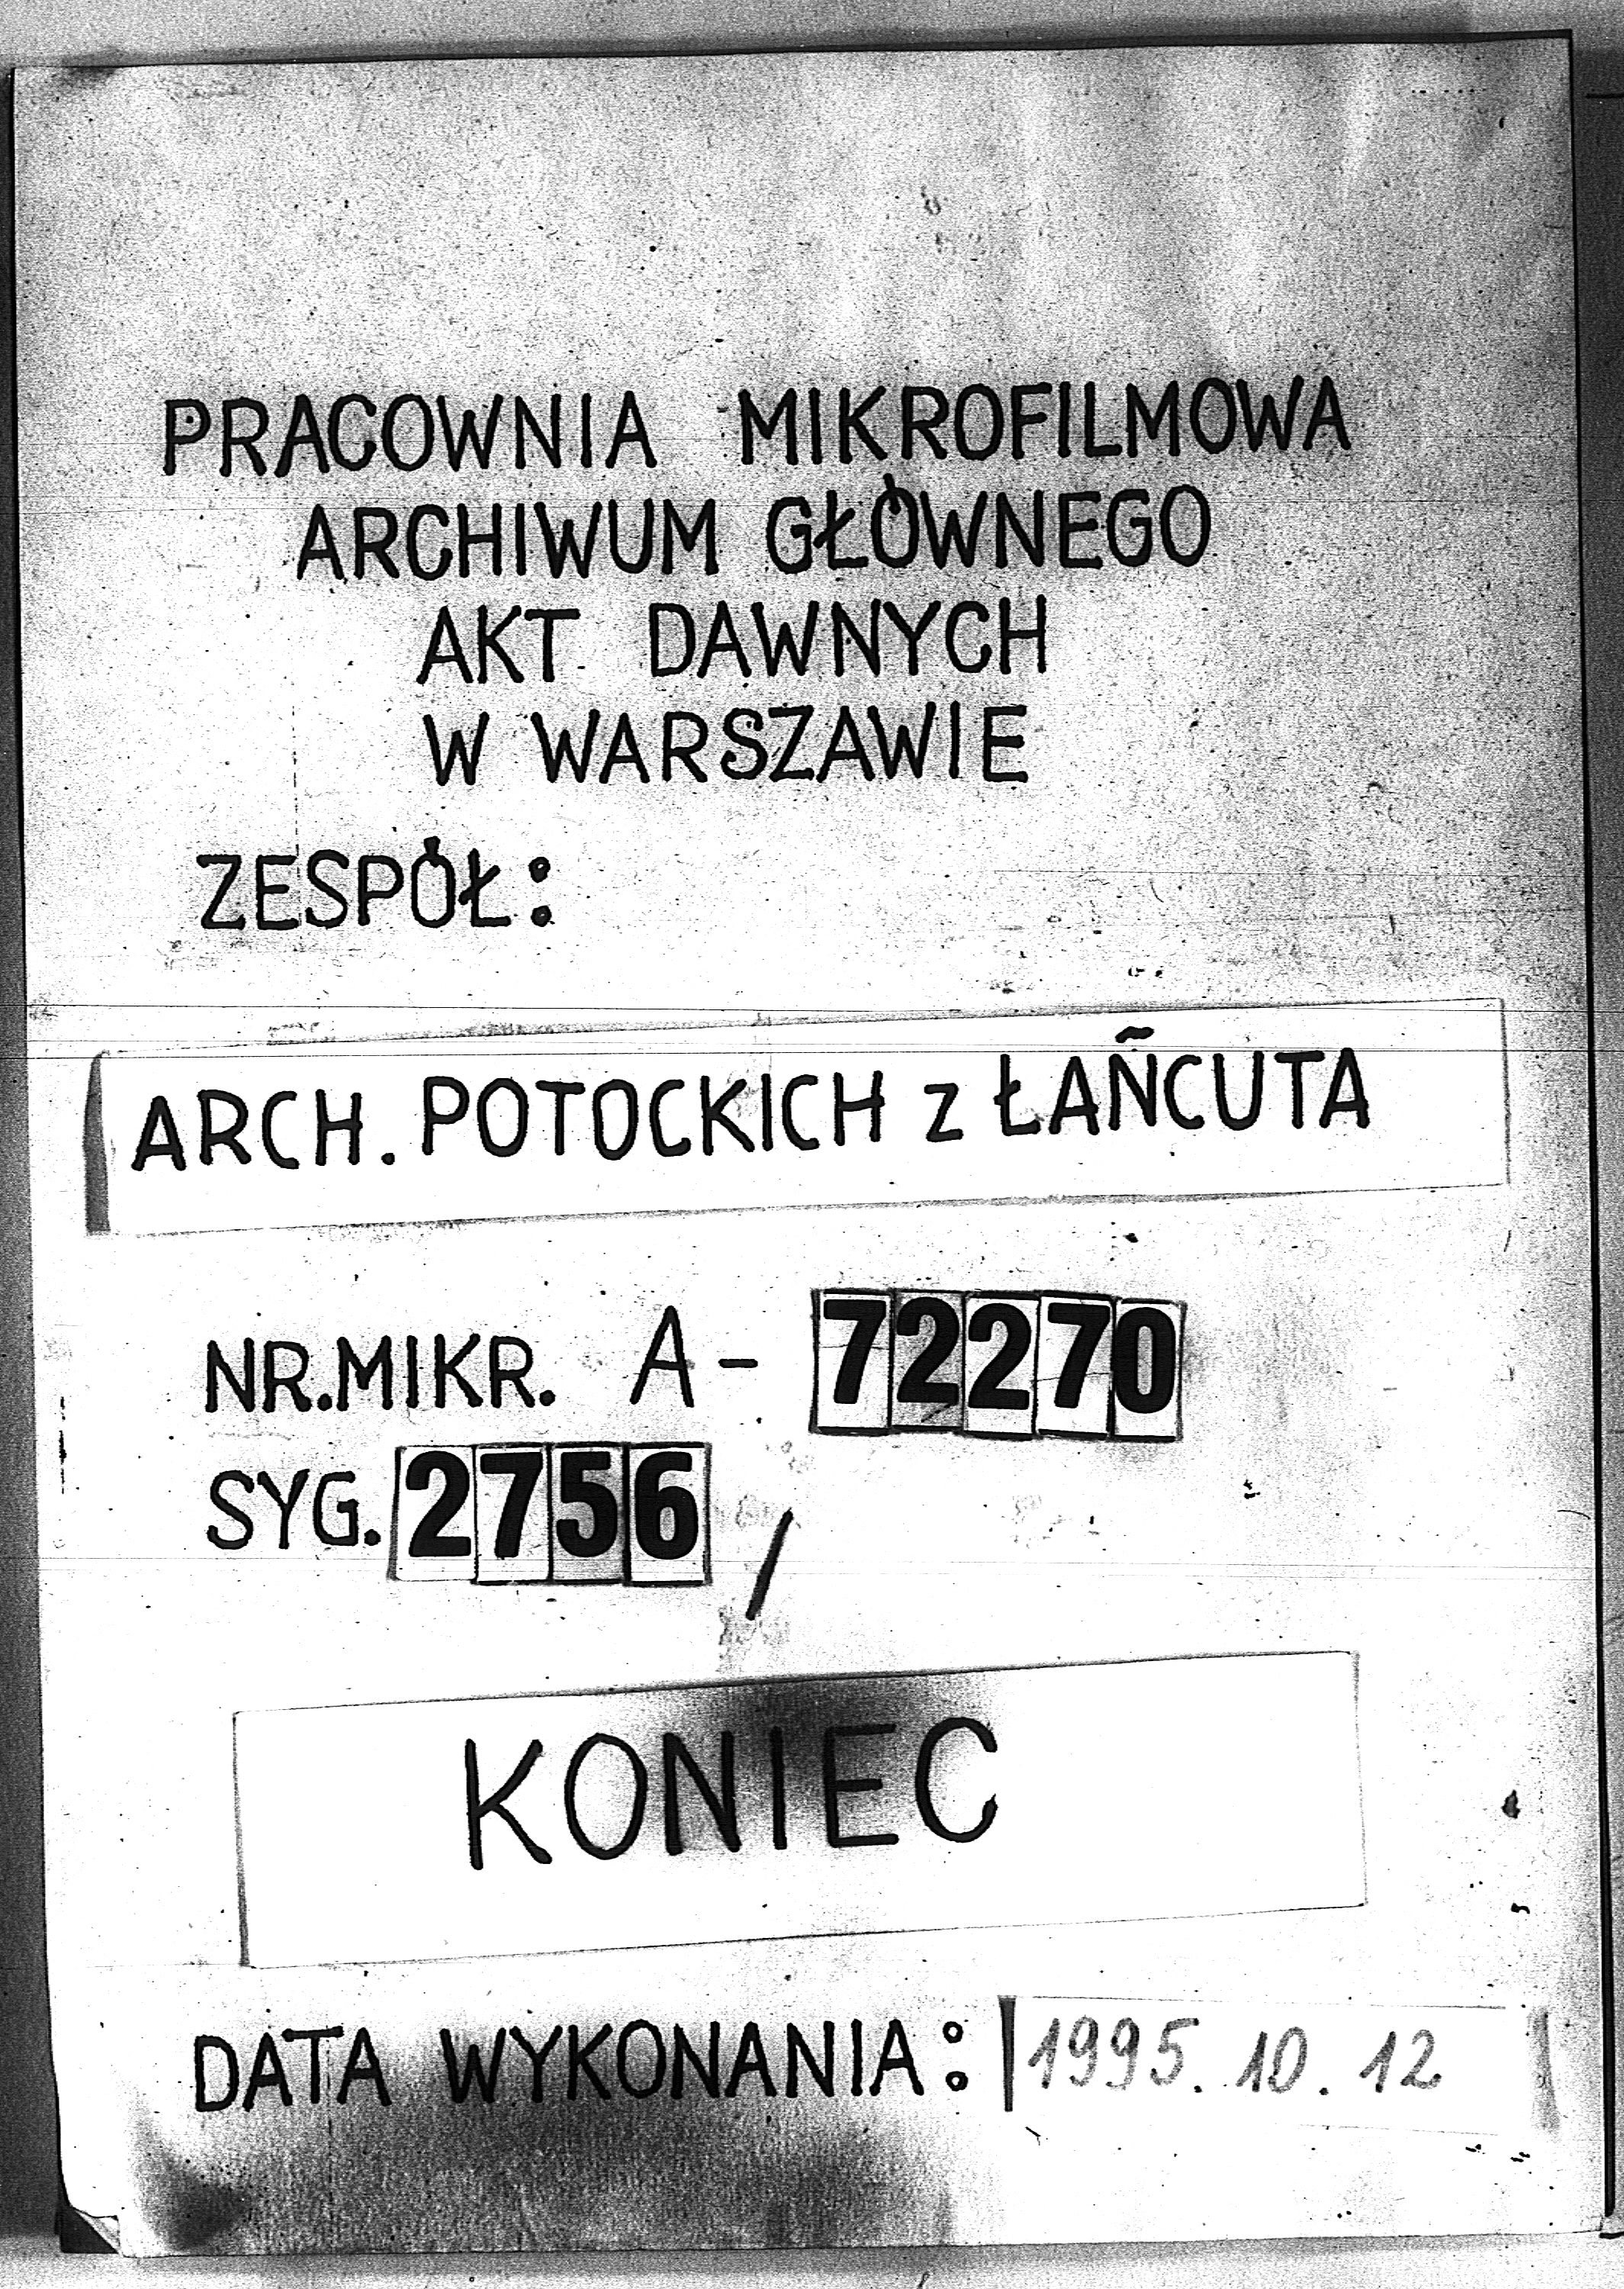 PRACOWNIA MIKROFILMOWA
ARCHIWUM GŁÓWNEGO
AKT DAWNYCH
W WARSZAWIE
ZESPÓŁ:
ARCH. POTOCKICH z ŁAŃCUTA
NR.MIKR. A- 72270
SYG. 2756 /
KONIEC
DATA WYKONANIA: 1995. 10. 12